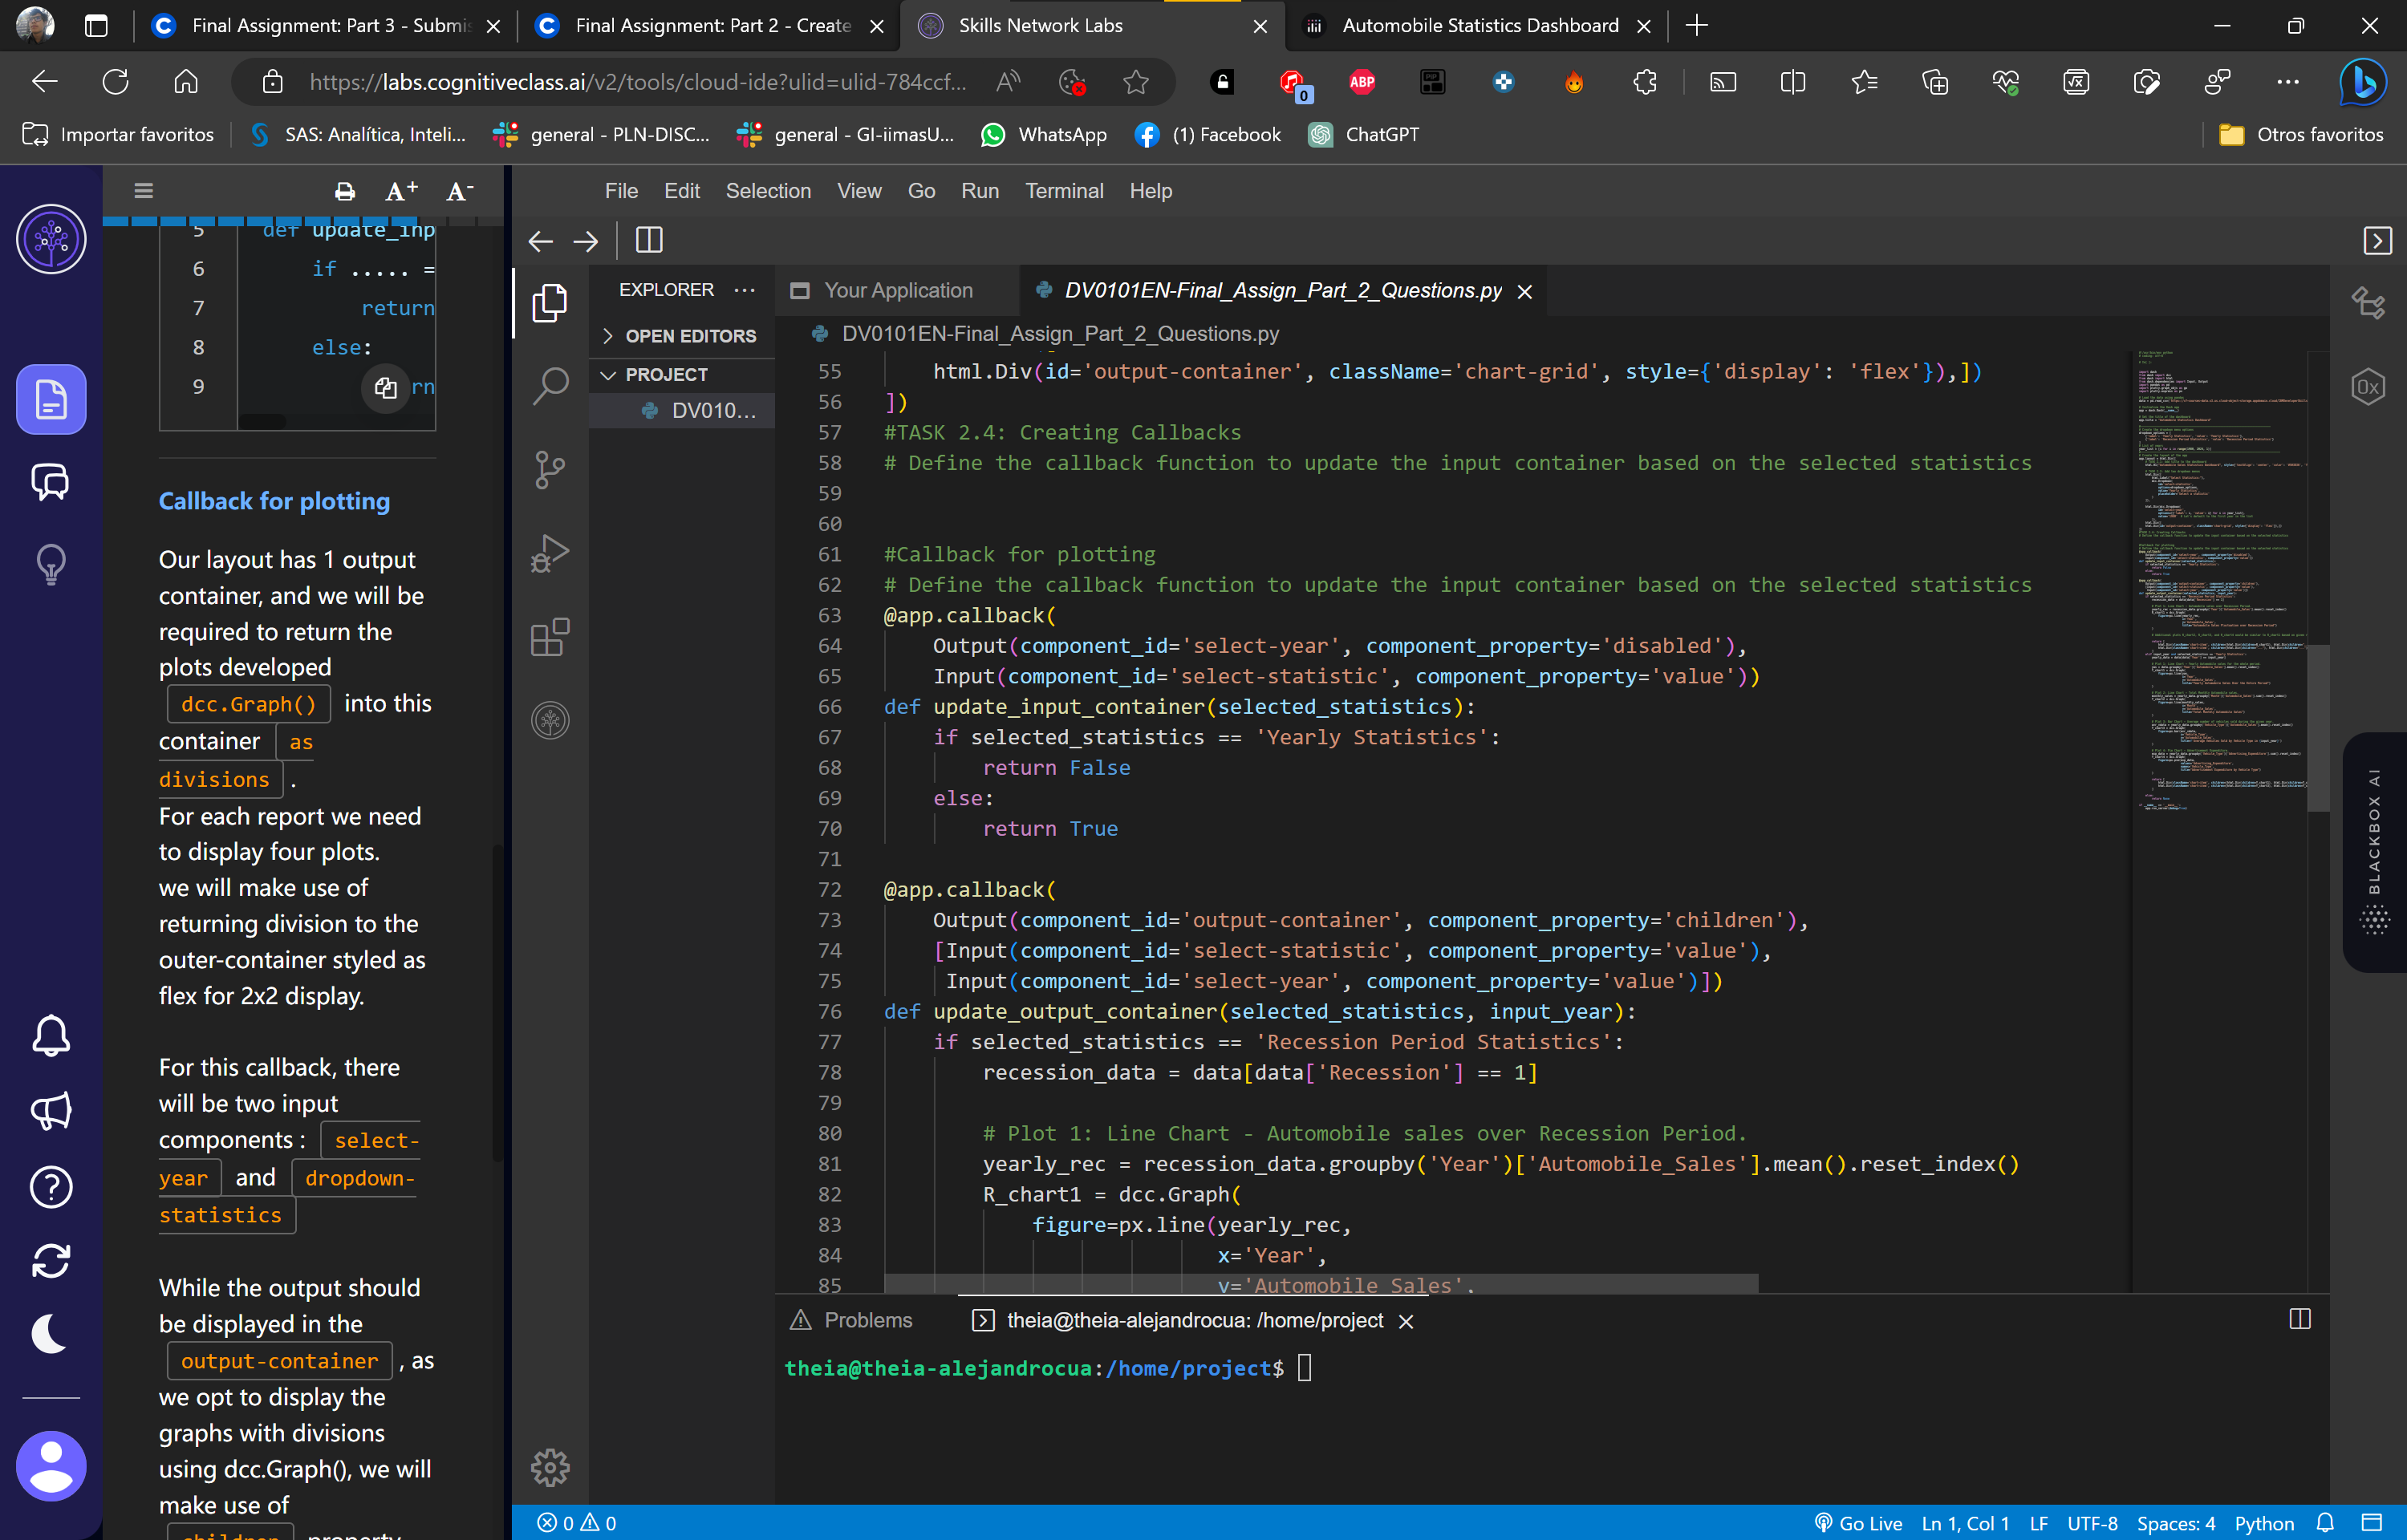 Final Assignment: Part 3 - Submis
Final Assignment: Part 2 - Create
Skills Network Labs
Automobile Statistics Dashboard
https://labs.cognitiveclass.ai/v2/tools/cloud-ide?ulid=ulid-784ccf...
0
ABP
Importar favoritos
SAS: Analítica, Inteli...
general - PLN-DISC...
general - GI-iimasU...
WhatsApp
(1) Facebook
ChatGPT
Otros favoritos
A+
A-
5 def update_inp
6 if ..... =
7 return
8 else:
9 rn
Callback for plotting
Our layout has 1 output
container, and we will be
required to return the
plots developed
dcc.Graph() into this
container as
divisions .
For each report we need
to display four plots.
we will make use of
returning division to the
outer-container styled as
flex for 2x2 display.
For this callback, there
will be two input
components : select-
year and dropdown-
statistics
While the output should
be displayed in the
output-container , as
we opt to display the
graphs with divisions
using dcc.Graph(), we will
make use of
children property
File Edit Selection View Go Run Terminal Help
EXPLORER ...
OPEN EDITORS
PROJECT
DV010...
Your Application
DV0101EN-Final_Assign_Part_2_Questions.py
DV0101EN-Final_Assign_Part_2_Questions.py
55 html.Div(id='output-container', className='chart-grid', style={'display': 'flex'}),])
56 ])
57 #TASK 2.4: Creating Callbacks
58 # Define the callback function to update the input container based on the selected statistics
59
60
61 #Callback for plotting
62 # Define the callback function to update the input container based on the selected statistics
63 @app.callback(
64 Output(component_id='select-year', component_property='disabled'),
65 Input(component_id='select-statistic', component_property='value'))
66 def update_input_container(selected_statistics):
67 if selected_statistics == 'Yearly Statistics':
68 return False
69 else:
70 return True
71
72 @app.callback(
73 Output(component_id='output-container', component_property='children'),
74 [Input(component_id='select-statistic', component_property='value'),
75 Input(component_id='select-year', component_property='value')])
76 def update_output_container(selected_statistics, input_year):
77 if selected_statistics == 'Recession Period Statistics':
78 recession_data = data[data['Recession'] == 1]
79
80 # Plot 1: Line Chart - Automobile sales over Recession Period.
81 yearly_rec = recession_data.groupby('Year')['Automobile_Sales'].mean().reset_index()
82 R_chart1 = dcc.Graph(
83 figure=px.line(yearly_rec,
84 x='Year',
85 y='Automobile_Sales',
BLACKBOX AI
Problems
theia@theia-alejandrocua: /home/project
theia@theia-alejandrocua:/home/project$
0 0
Go Live Ln 1, Col 1 LF UTF-8 Spaces: 4 Python